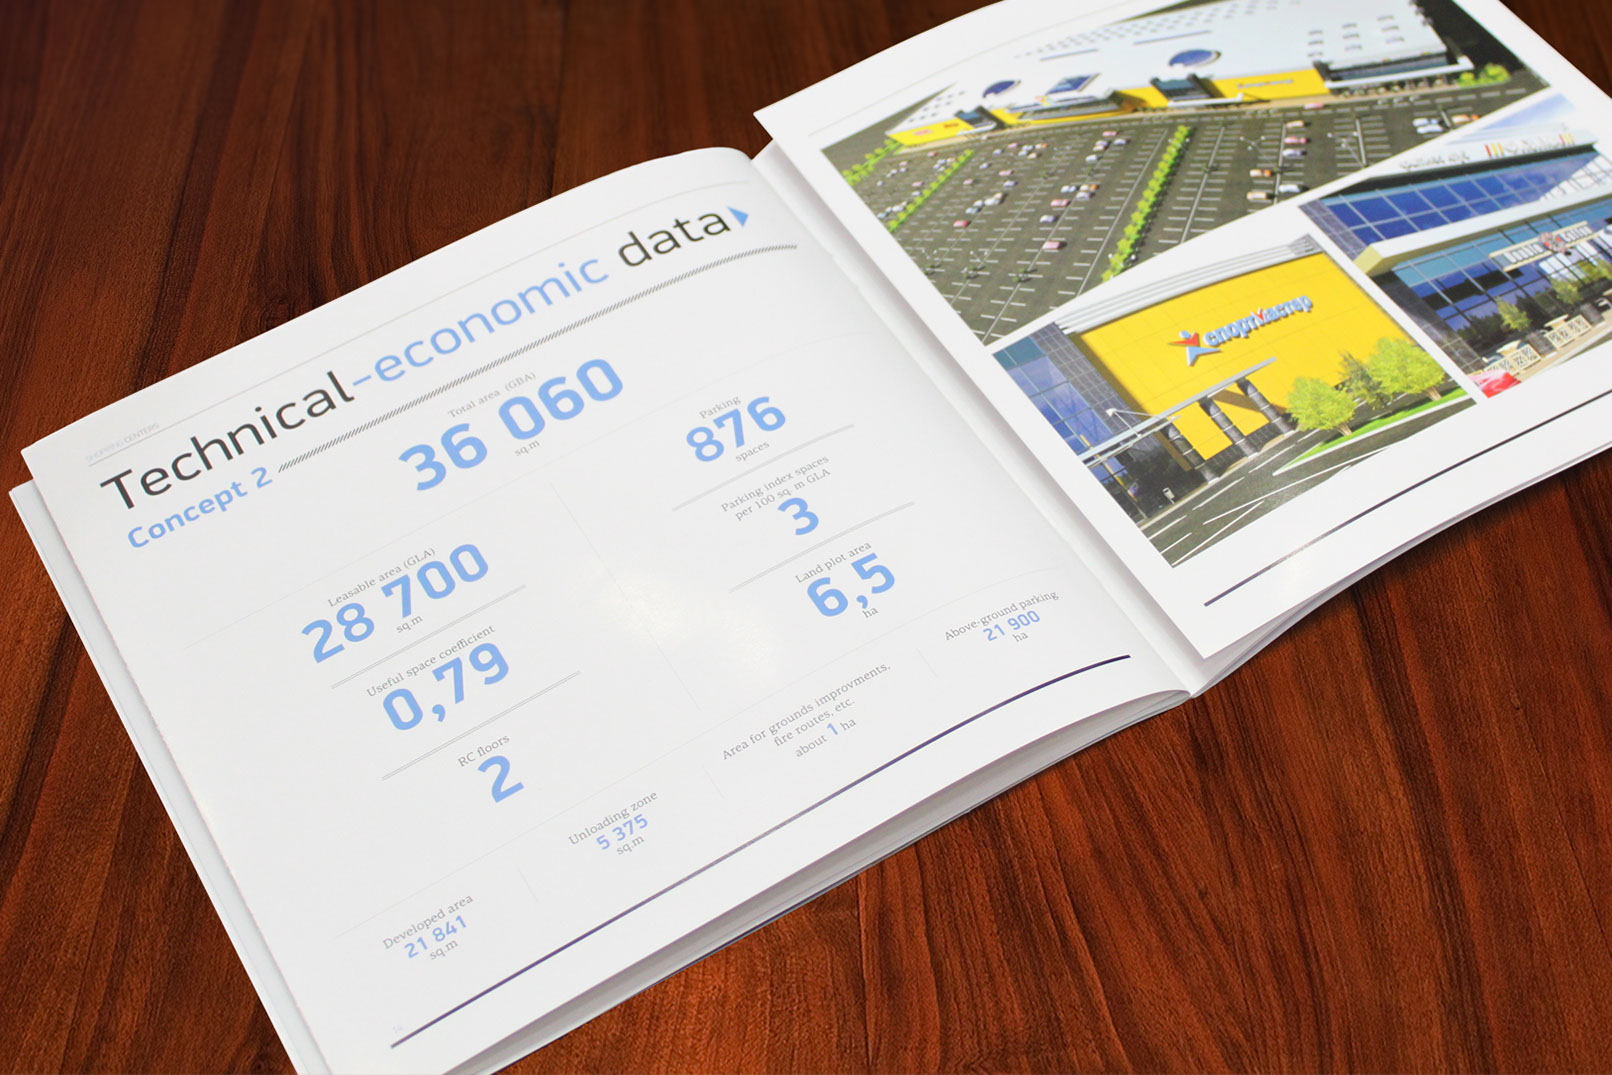 SHOPPING CENTERS
Technical-economic data
Concept 2
Total area (GBA)
36 060
sq.m
Leasable area (GLA)
28 700
sq.m
Useful space coefficient
0,79
RC floors
2
Parking
876
spaces
Parking index spaces
per 100 sq. m GLA
3
Land plot area
6,5
ha
Developed area
21 841
sq.m
Unloading zone
5 375
sq.m
Area for grounds improvments,
fire routes, etc.
about 1 ha
Above-ground parking
21 900
ha
14
спортмастер